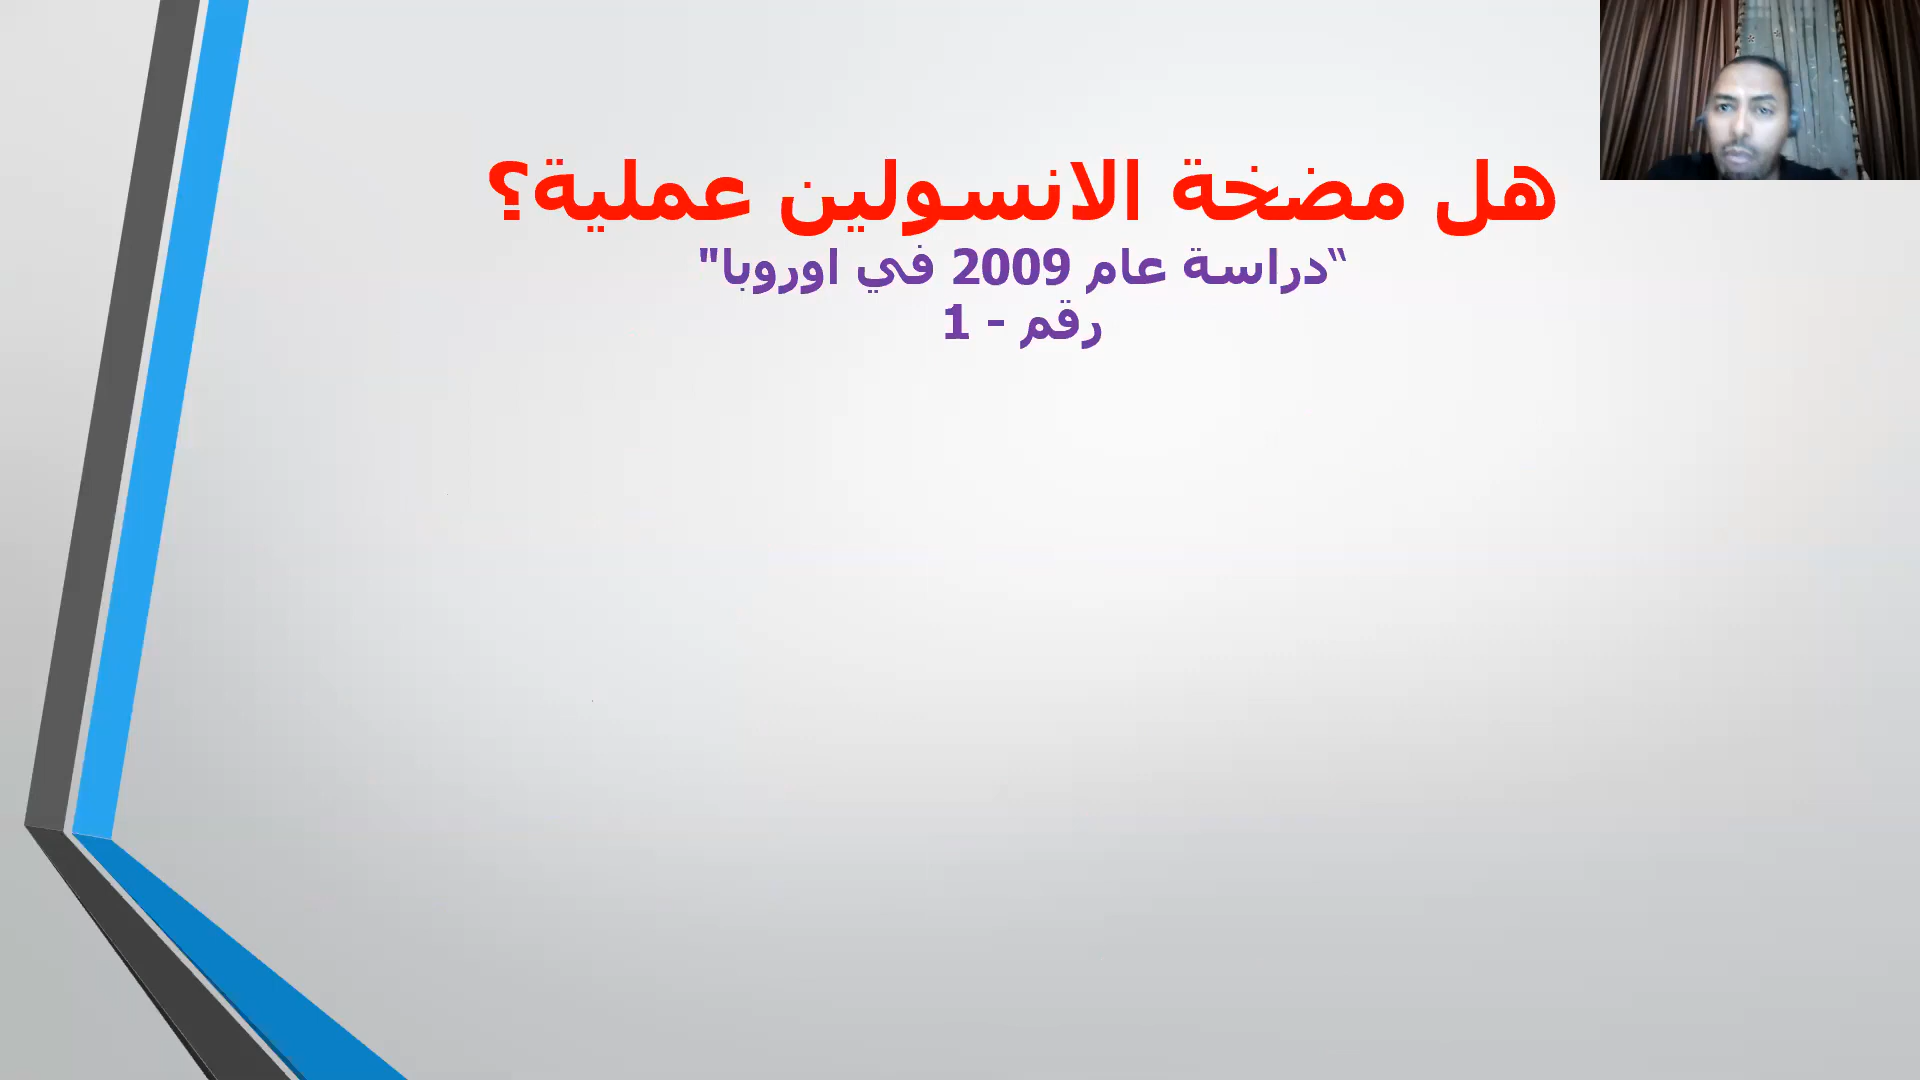 هل مضخة الانسولين عملية؟
“دراسة عام 2009 في اوروبا"
رقم - 1